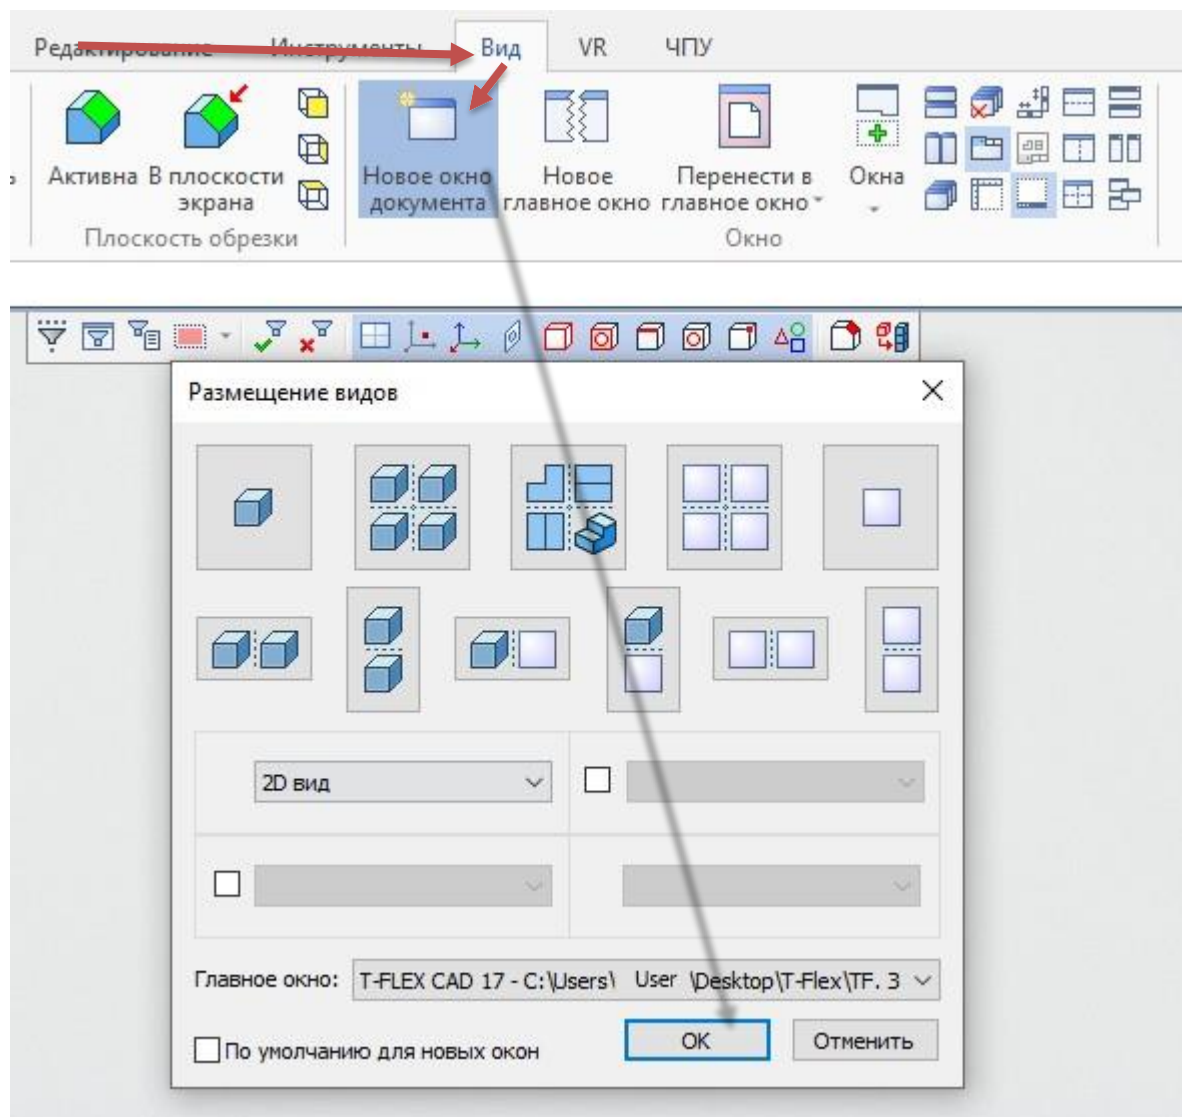 Редактирование Инструменты Вид VR ЧПУ
Активна В плоскости экрана Новое окно документа Новое главное окно Перенести в главное окно Окна
Плоскость обрезки Окно
Размещение видов
2D вид
Главное окно: T-FLEX CAD 17 - C:\Users\ User \Desktop\T-Flex\TF. 3
По умолчанию для новых окон OK Отменить